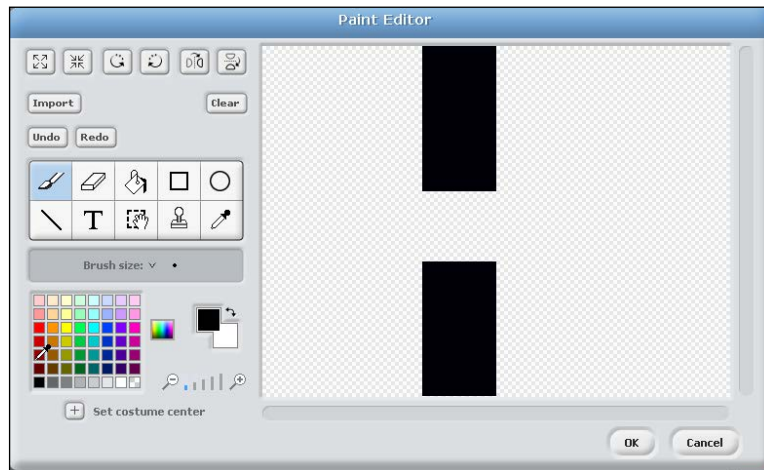 Paint Editor
Import
Clear
Undo
Redo
T
Brush size:
Set costume center
OK
Cancel